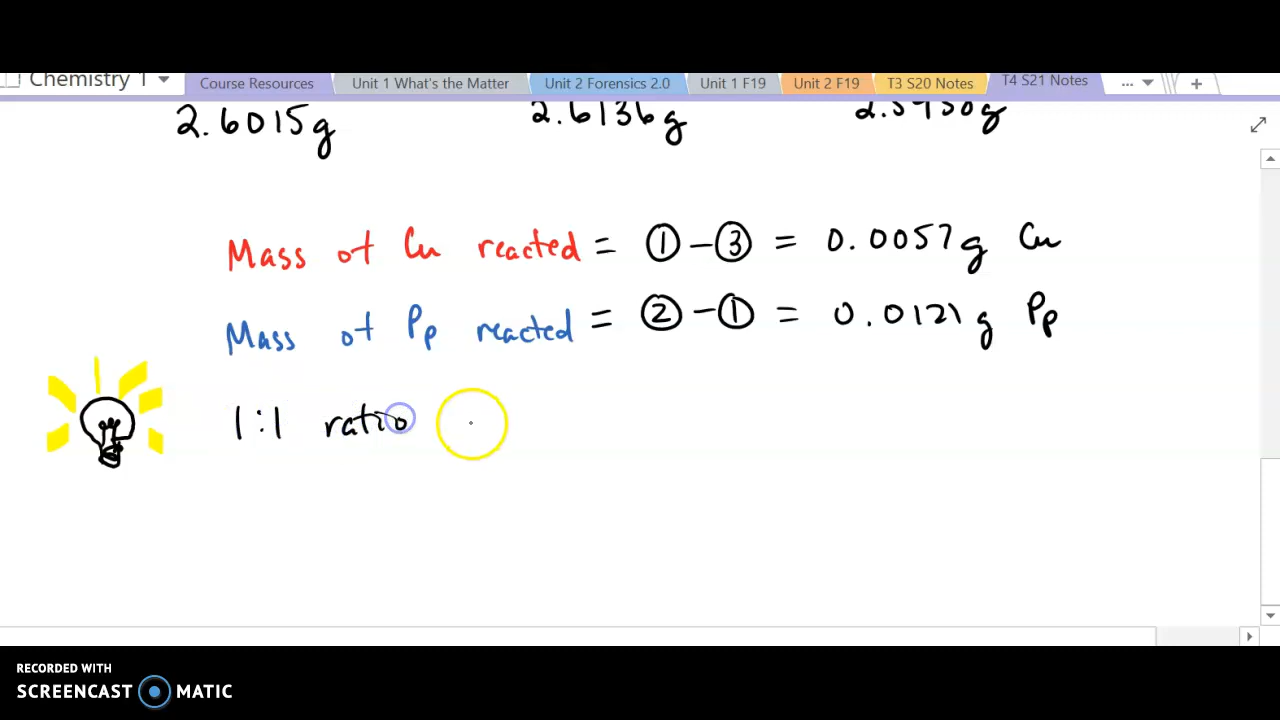 Chemistry 1
Course Resources Unit 1 What's the Matter Unit 2 Forensics 2.0 Unit 1 F19 Unit 2 F19 T3 S20 Notes T4 S21 Notes ... +
2.6015g 2.6136g
Mass of Cu reacted = ① - ③ = 0.0057g Cu
Mass of Pp reacted = ② - ① = 0.0121g Pp
1:1 ratio
RECORDED WITH
SCREENCAST MATIC